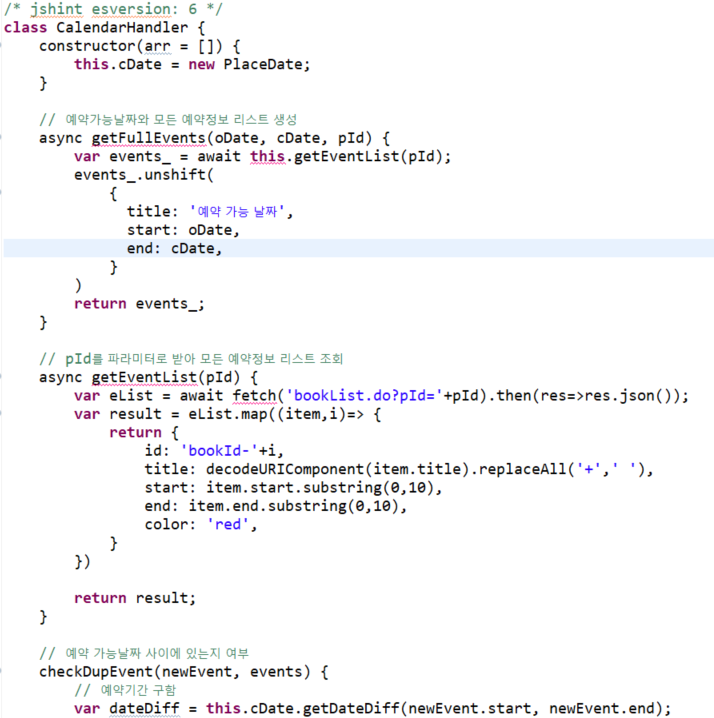 /* jshint esversion: 6 */
class CalendarHandler {
    constructor(arr = []) {
        this.cDate = new PlaceDate;
    }

    // 예약가능날짜와 모든 예약정보 리스트 생성
    async getFullEvents(oDate, cDate, pId) {
        var events_ = await this.getEventList(pId);
        events_.unshift(
            {
              title: '예약 가능 날짜',
              start: oDate,
              end: cDate,
            }
        )
        return events_;
    }

    // pId를 파라미터로 받아 모든 예약정보 리스트 조회
    async getEventList(pId) {
        var eList = await fetch('bookList.do?pId='+pId).then(res=>res.json());
        var result = eList.map((item,i)=> {
            return {
                id: 'bookId-'+i,
                title: decodeURIComponent(item.title).replaceAll('+',' '),
                start: item.start.substring(0,10),
                end: item.end.substring(0,10),
                color: 'red',
            }
        })

        return result;
    }

    // 예약 가능날짜 사이에 있는지 여부
    checkDupEvent(newEvent, events) {
        // 예약기간 구함
        var dateDiff = this.cDate.getDateDiff(newEvent.start, newEvent.end);